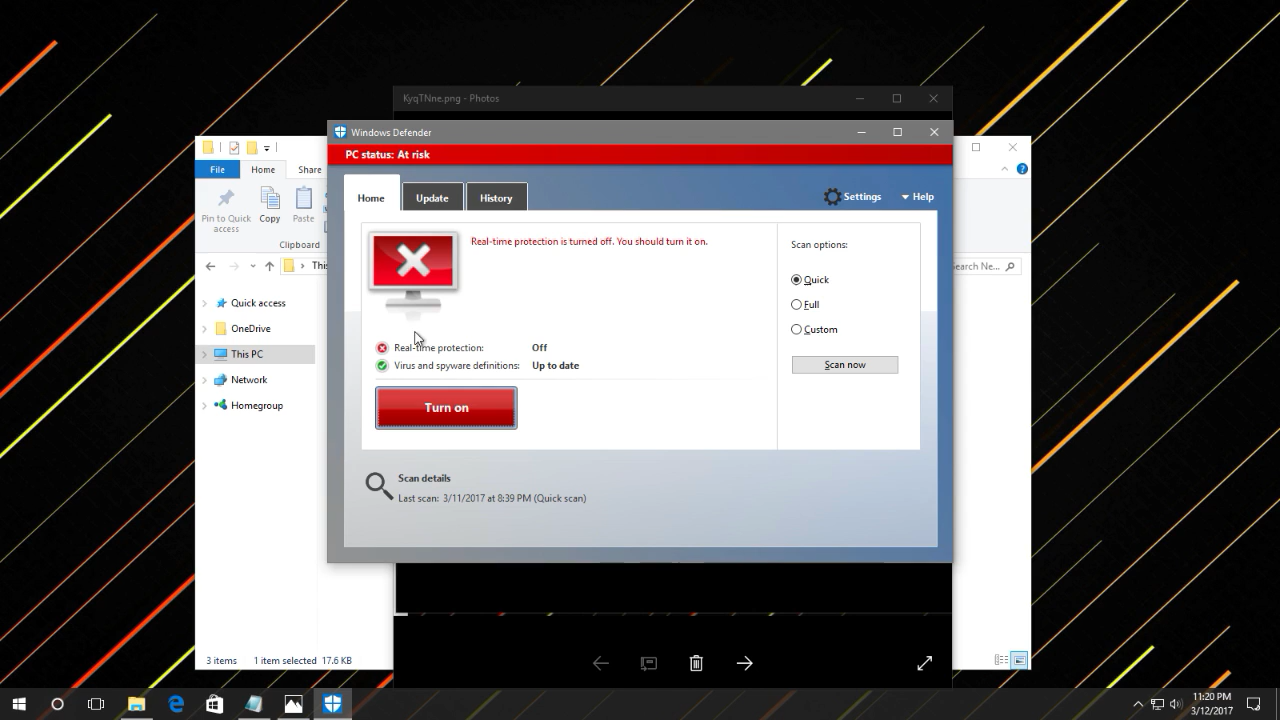 KyqTNne.png - Photos
Windows Defender
PC status: At risk
File
Home
Share
Home
Update
History
Settings
Help
Pin to Quick access
Copy
Paste
Clipboard
Real-time protection is turned off. You should turn it on.
Scan options:
Quick
Full
Custom
Scan now
Real-time protection: Off
Virus and spyware definitions: Up to date
Turn on
Scan details
Last scan: 3/11/2017 at 8:39 PM (Quick scan)
Quick access
OneDrive
This PC
Network
Homegroup
3 items 1 item selected 17.6 KB
11:20 PM
3/12/2017